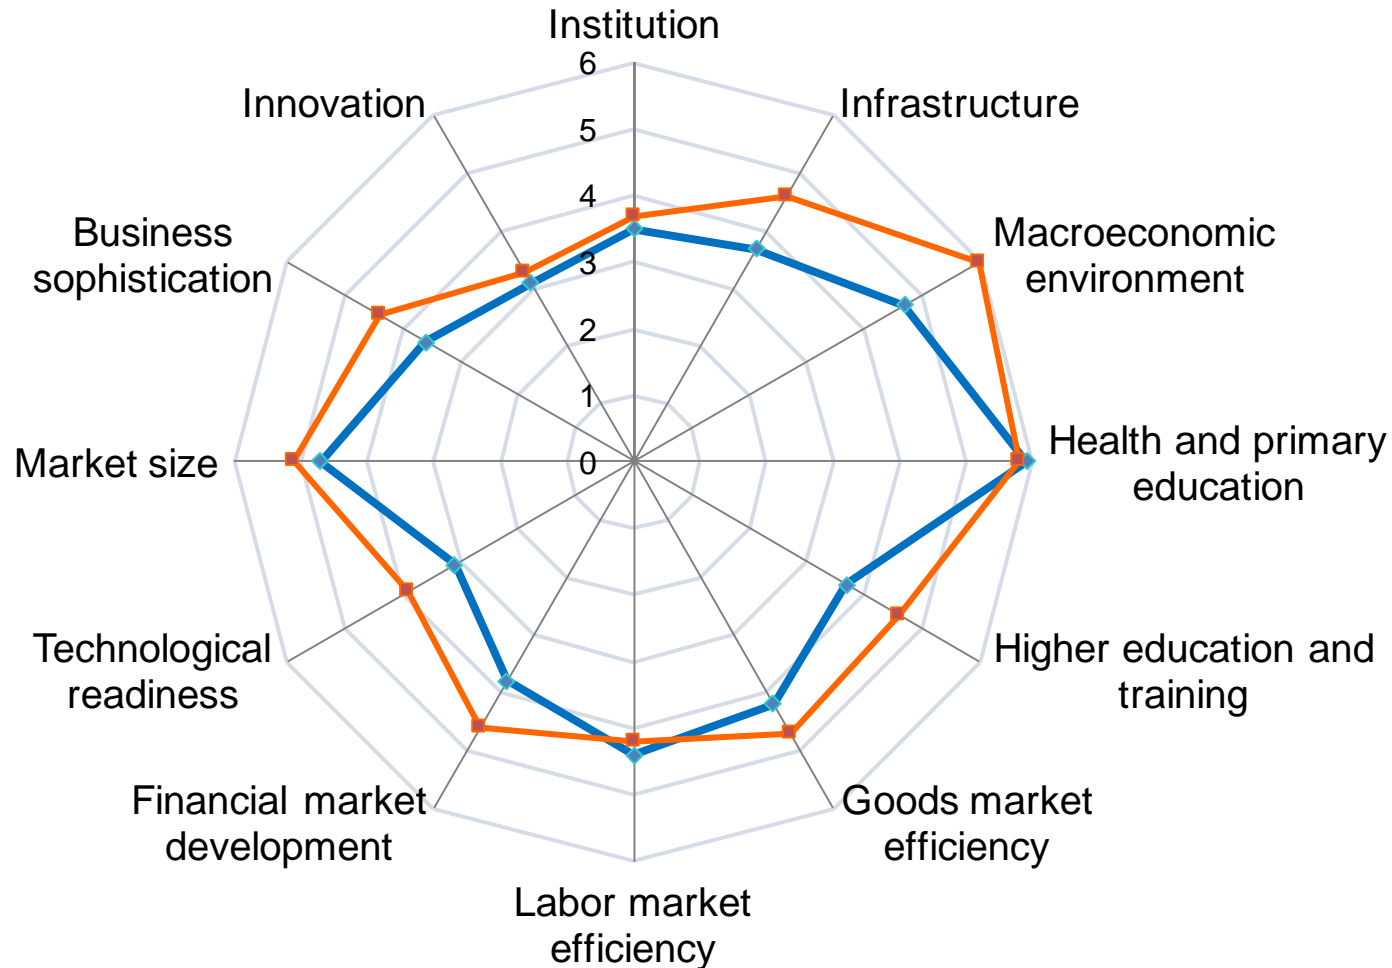 Institution
6
Innovation
Infrastructure
5
4
Business
sophistication
Macroeconomic
environment
3
2
1
Market size
0
Health and primary
education
Technological
readiness
Higher education and
training
Financial market
development
Goods market
efficiency
Labor market
efficiency